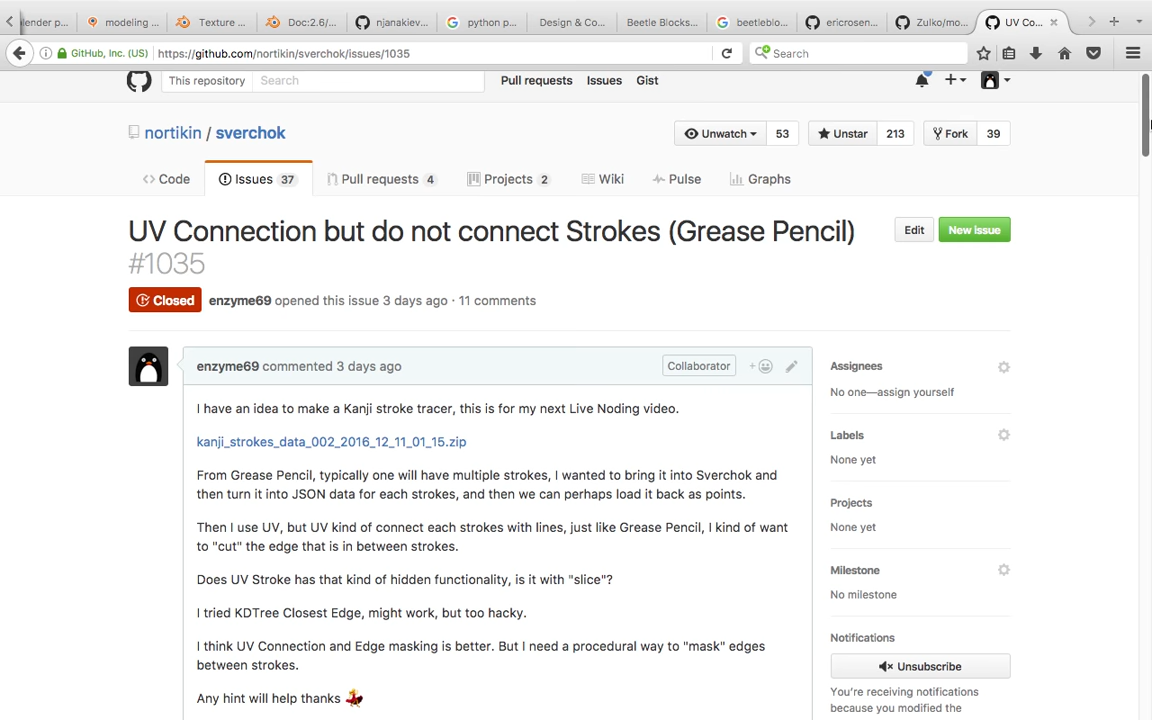 ender p...
modeling ...
Texture ...
Doc:2.6/...
njanakiev...
python p...
Design & Co...
Beetle Blocks...
beetleblo...
ericrosen...
Zulko/mo...
UV Co...
GitHub, Inc. (US)
https://github.com/nortikin/sverchok/issues/1035
Search
This repository
Search
Pull requests
Issues
Gist
nortikin / sverchok
Unwatch 53
Unstar 213
Fork 39
Code
Issues 37
Pull requests 4
Projects 2
Wiki
Pulse
Graphs
UV Connection but do not connect Strokes (Grease Pencil)
#1035
Edit
New issue
Closed
enzyme69 opened this issue 3 days ago · 11 comments
enzyme69 commented 3 days ago
Collaborator
I have an idea to make a Kanji stroke tracer, this is for my next Live Noding video.
kanji_strokes_data_002_2016_12_11_01_15.zip
From Grease Pencil, typically one will have multiple strokes, I wanted to bring it into Sverchok and
then turn it into JSON data for each strokes, and then we can perhaps load it back as points.
Then I use UV, but UV kind of connect each strokes with lines, just like Grease Pencil, I kind of want
to "cut" the edge that is in between strokes.
Does UV Stroke has that kind of hidden functionality, is it with "slice"?
I tried KDTree Closest Edge, might work, but too hacky.
I think UV Connection and Edge masking is better. But I need a procedural way to "mask" edges
between strokes.
Any hint will help thanks
Assignees
No one—assign yourself
Labels
None yet
Projects
None yet
Milestone
No milestone
Notifications
Unsubscribe
You're receiving notifications
because you modified the